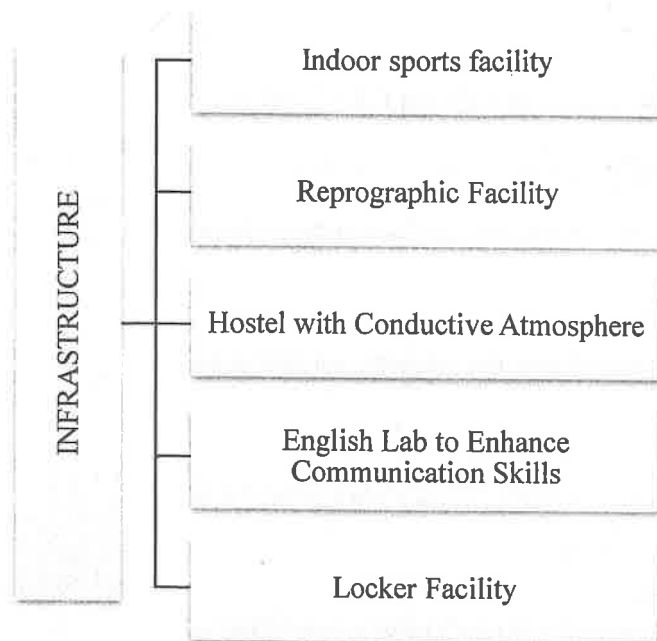 INFRASTRUCTURE
Indoor sports facility
Reprographic Facility
Hostel with Conductive Atmosphere
English Lab to Enhance
Communication Skills
Locker Facility